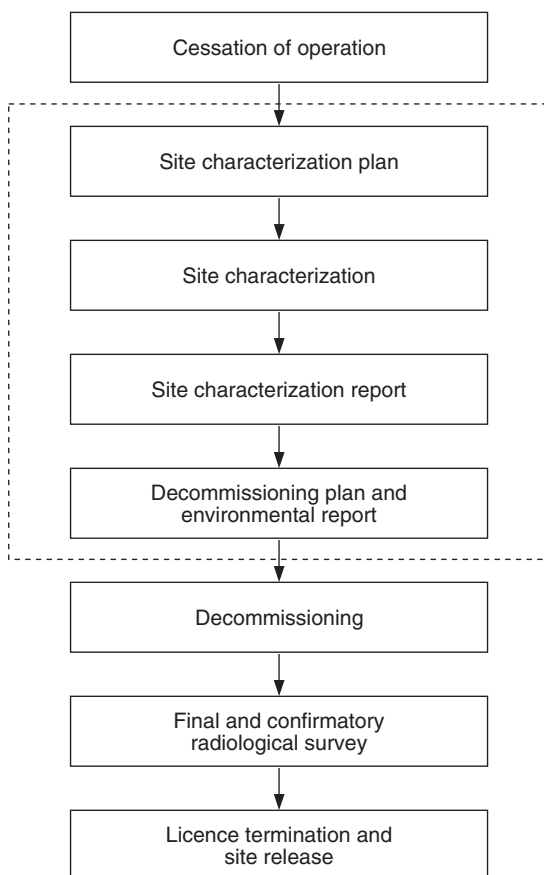 Cessation of operation
Site characterization plan
Site characterization
Site characterization report
Decommissioning plan and
environmental report
Decommissioning
Final and confirmatory
radiological survey
Licence termination and
site release